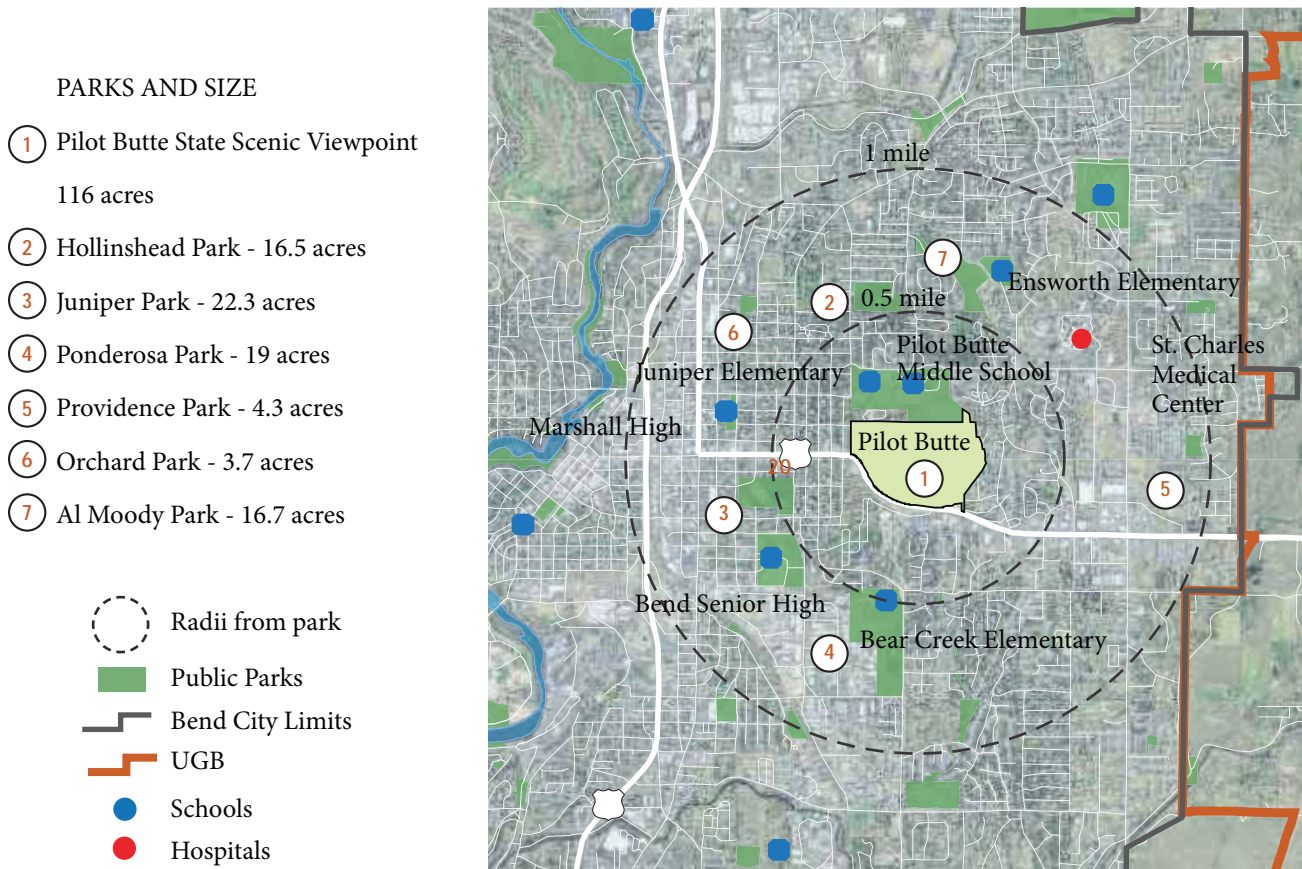 PARKS AND SIZE
1 Pilot Butte State Scenic Viewpoint
116 acres
2 Hollinshead Park - 16.5 acres
3 Juniper Park - 22.3 acres
4 Ponderosa Park - 19 acres
5 Providence Park - 4.3 acres
6 Orchard Park - 3.7 acres
7 Al Moody Park - 16.7 acres
Radii from park
Public Parks
Bend City Limits
UGB
Schools
Hospitals
1 mile
7
Ensworth Elementary
2
0.5 mile
6
Pilot Butte
Middle School
St. Charles
Medical
Center
Juniper Elementary
Marshall High
Pilot Butte
20
1
5
3
Bend Senior High
Bear Creek Elementary
4